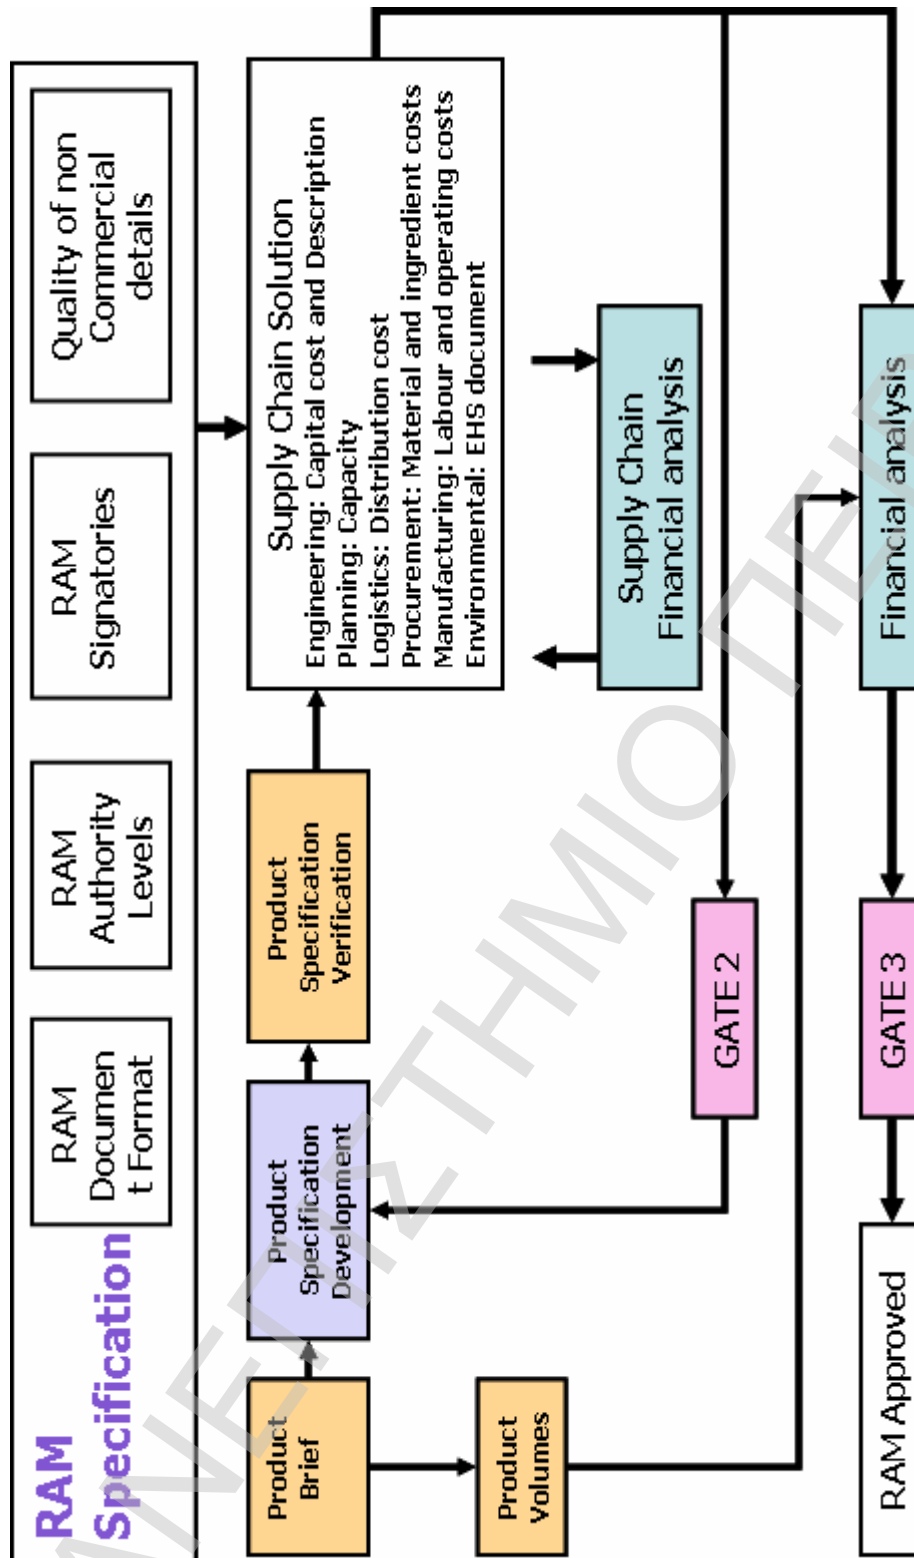 RAM
Specification
RAM
Documen
t Format
RAM
Authority
Levels
RAM
Signatories
Quality of non
Commercial
details
Product
Brief
Product
Specification
Development
Product
Specification
Verification
Supply Chain Solution
Engineering: Capital cost and Description
Planning: Capacity
Logistics: Distribution cost
Procurement: Material and ingredient costs
Manufacturing: Labour and operating costs
Environmental: EHS document
Product
Volumes
Supply Chain
Financial analysis
GATE 2
RAM Approved
GATE 3
Financial analysis
ΑΝΕΠΙΣΤΗΜΙΟ ΠΕΙΡ